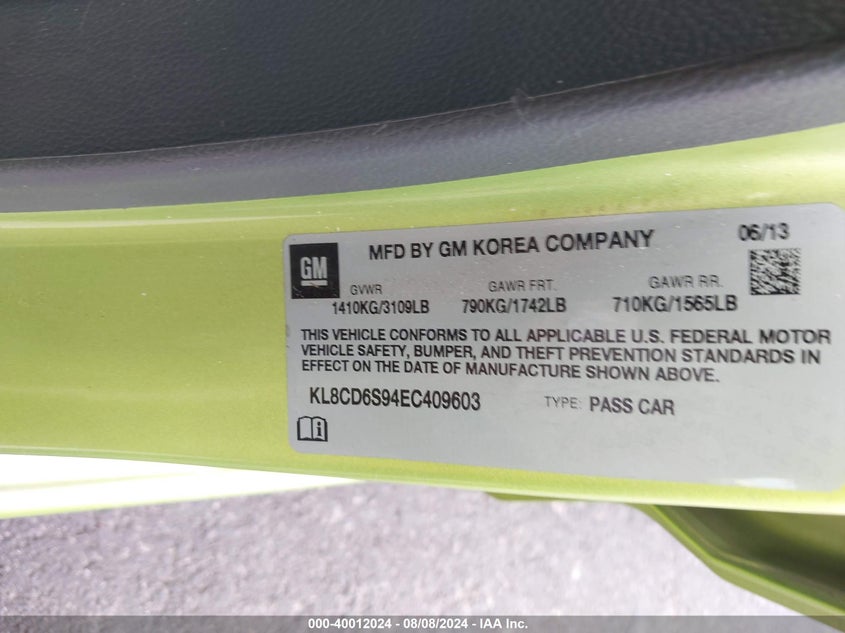 GM
MFD BY GM KOREA COMPANY 06/13
GVWR GAWR FRT. GAWR RR.
1410KG/3109LB 790KG/1742LB 710KG/1565LB
THIS VEHICLE CONFORMS TO ALL APPLICABLE U.S. FEDERAL MOTOR
VEHICLE SAFETY, BUMPER, AND THEFT PREVENTION STANDARDS IN
EFFECT ON THE DATE OF MANUFACTURE SHOWN ABOVE.
KL8CD6S94EC409603 TYPE: PASS CAR
000-40012024 - 08/08/2024 - IAA Inc.